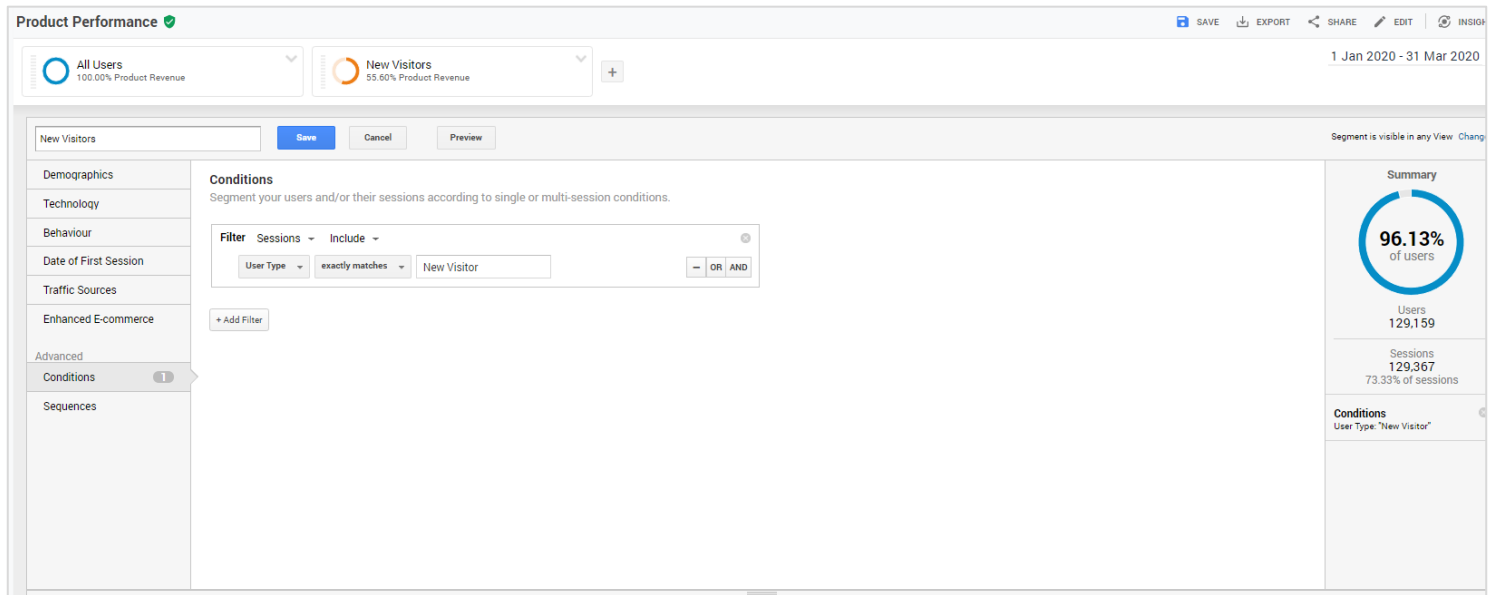 Product Performance
SAVE EXPORT SHARE EDIT INSIGH
All Users
100.00% Product Revenue
New Visitors
55.60% Product Revenue
+
1 Jan 2020 - 31 Mar 2020
New Visitors
Save Cancel Preview
Segment is visible in any View Chang
Demographics
Technology
Behaviour
Date of First Session
Traffic Sources
Enhanced E-commerce
Advanced
Conditions 1
Sequences
Conditions
Segment your users and/or their sessions according to single or multi-session conditions.
Filter Sessions Include
User Type exactly matches New Visitor – OR AND
+ Add Filter
Summary
96.13%
of users
Users
129,159
Sessions
129,367
73.33% of sessions
Conditions
User Type: "New Visitor"